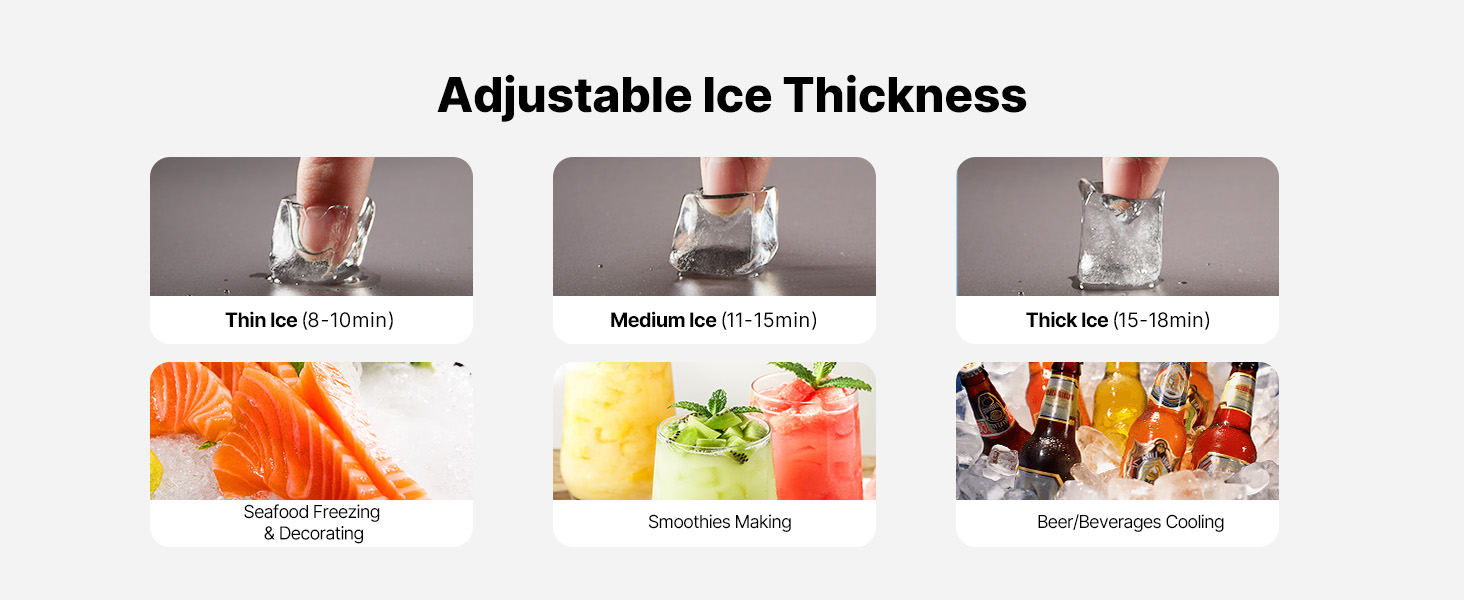 Adjustable Ice Thickness
Thin Ice (8-10min)
Medium Ice (11-15min)
Thick Ice (15-18min)
Seafood Freezing
& Decorating
Smoothies Making
Beer/Beverages Cooling